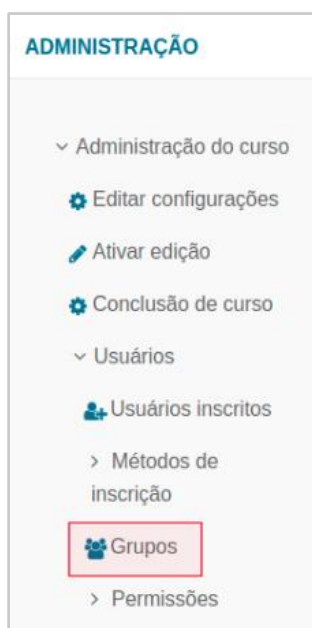 ADMINISTRAÇÃO
Administração do curso
Editar configurações
Ativar edição
Conclusão de curso
Usuários
Usuários inscritos
Métodos de
inscrição
Grupos
Permissões